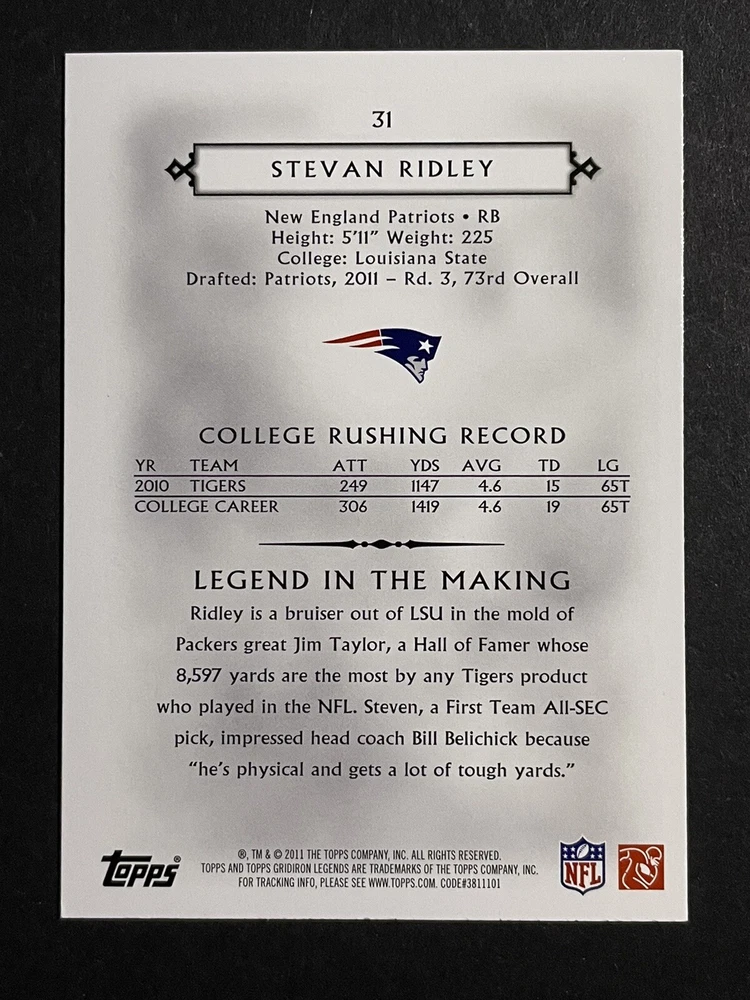 31
STEVAN RIDLEY
New England Patriots • RB
Height: 5'11" Weight: 225
College: Louisiana State
Drafted: Patriots, 2011 – Rd. 3, 73rd Overall
COLLEGE RUSHING RECORD
YR TEAM ATT YDS AVG TD LG
2010 TIGERS 249 1147 4.6 15 65T
COLLEGE CAREER 306 1419 4.6 19 65T
LEGEND IN THE MAKING
Ridley is a bruiser out of LSU in the mold of
Packers great Jim Taylor, a Hall of Famer whose
8,597 yards are the most by any Tigers product
who played in the NFL. Steven, a First Team All-SEC
pick, impressed head coach Bill Belichick because
“he’s physical and gets a lot of tough yards.”
Topps®
®, TM & © 2011 THE TOPPS COMPANY, INC. ALL RIGHTS RESERVED.
TOPPS AND TOPPS GRIDIRON LEGENDS ARE TRADEMARKS OF THE TOPPS COMPANY, INC.
FOR TRACKING INFO, PLEASE SEE WWW.TOPPS.COM. CODE#3811101
NFL